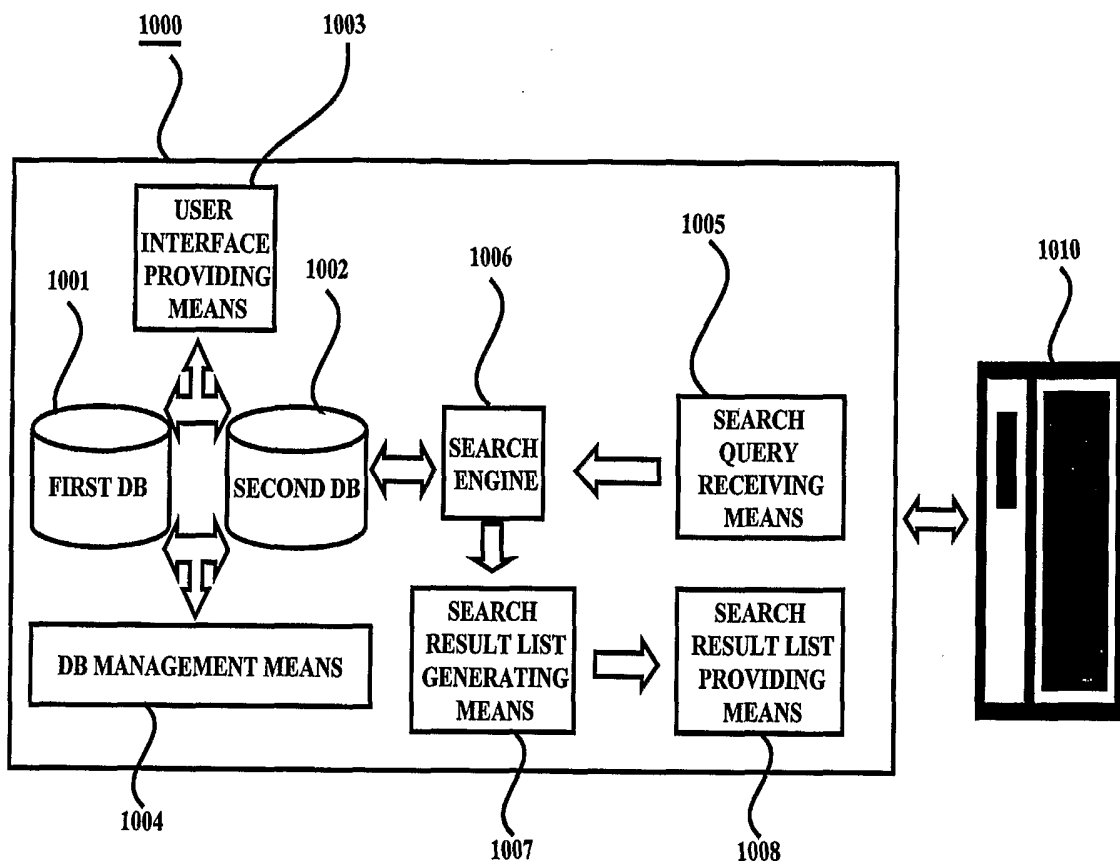 1000
1003
USER
INTERFACE
PROVIDING
MEANS
1001
1002
1006
1005
1010
FIRST DB
SECOND DB
SEARCH
ENGINE
SEARCH
QUERY
RECEIVING
MEANS
DB MANAGEMENT MEANS
SEARCH
RESULT LIST
GENERATING
MEANS
SEARCH
RESULT LIST
PROVIDING
MEANS
1004
1007
1008